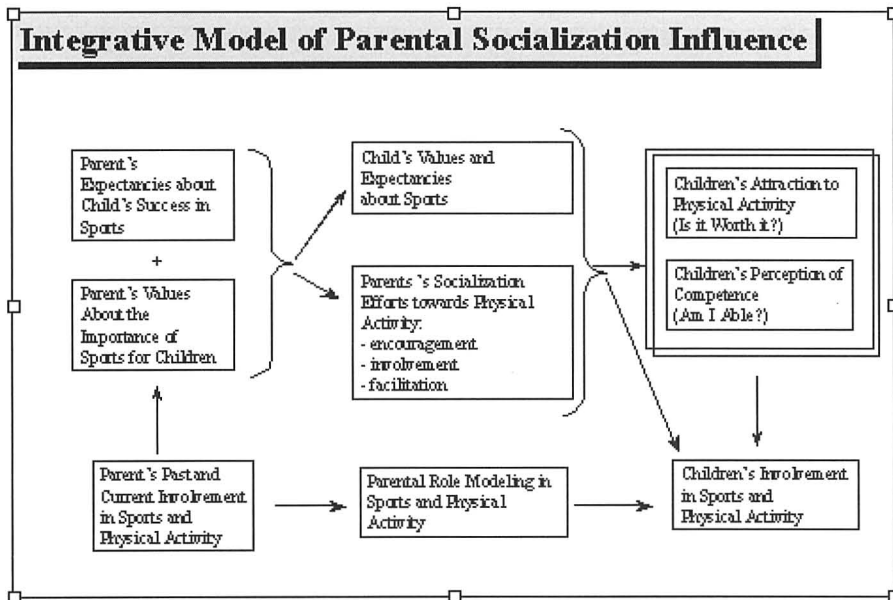 Integrative Model of Parental Socialization Influence
Parent's
Expectancies about
Child's Success in
Sports
+
Parent's Values
About the
Importance of
Sports for Children
Child's Values and
Expectancies
about Sports
Parents 's Socialization
Efforts towards Physical
Activity:
- encouragement
- involvement
- facilitation
Children's Attraction to
Physical Activity
(Is it Worth it?)
Children's Perception of
Competence
(Am I Able?)
Parent's Past and
Current Involvement
in Sports and
Physical Activity
Parental Role Modeling in
Sports and Physical
Activity
Children's Involvement
in Sports and
Physical Activity